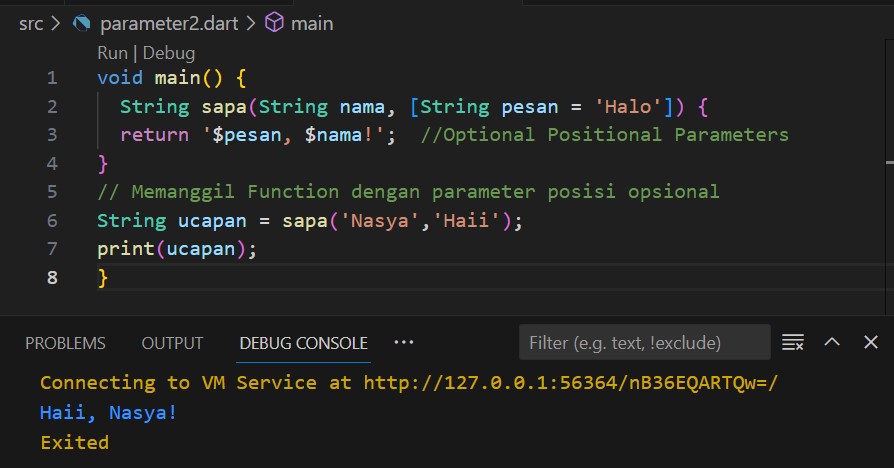 src > parameter2.dart > main
Run | Debug
1 void main() {
2 String sapa(String nama, [String pesan = 'Halo']) {
3 return '$pesan, $nama!'; //Optional Positional Parameters
4 }
5 // Memanggil Function dengan parameter posisi opsional
6 String ucapan = sapa('Nasya','Haii');
7 print(ucapan);
8 }
PROBLEMS OUTPUT DEBUG CONSOLE ··· Filter (e.g. text, !exclude)
Connecting to VM Service at http://127.0.0.1:56364/nB36EQARTQw=/
Haii, Nasya!
Exited